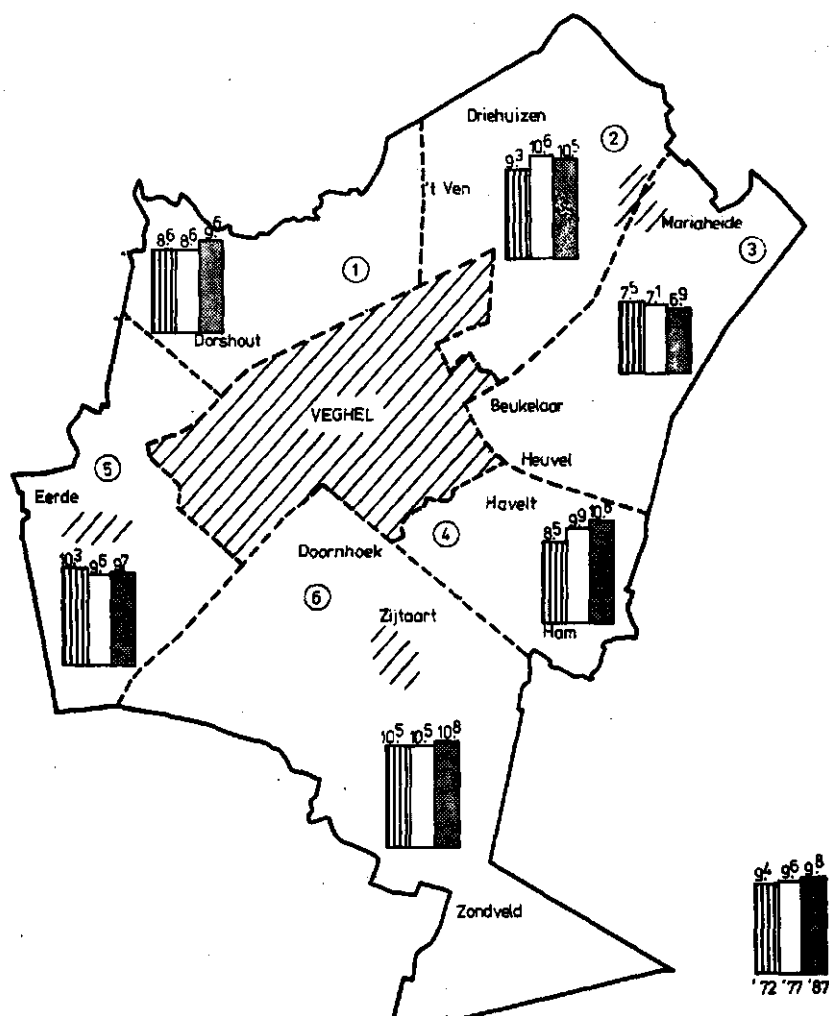 Driehuizen
2
9.3 10.6 10.5
't Ven
Mariaheide
3
8.6 8.6 9.6
1
Dorshout
7.5 7.1 6.9
VEGHEL
Beukelaar
Heuvel
5
Eerde
Havelt
4
8.5 9.9 10.6
Doornhoek
10.3 9.6 9.7
6
Zijtaart
Ham
10.5 10.5 10.8
9.4 9.6 9.8
Zondveld
'72 '77 '87